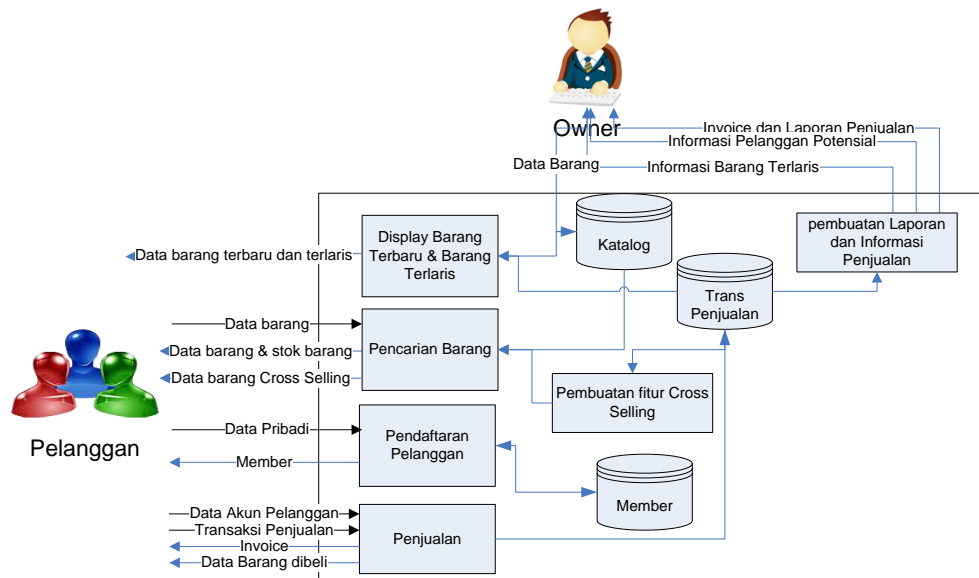 Owner
Invoice dan Laporan Penjualan
Informasi Pelanggan Potensial
Data Barang
Informasi Barang Terlaris
Display Barang
Terbaru & Barang
Terlaris
Katalog
pembuatan Laporan
dan Informasi
Penjualan
Data barang terbaru dan terlaris
Trans
Penjualan
Data barang
Data barang & stok barang
Data barang Cross Selling
Pencarian Barang
Pembuatan fitur Cross
Selling
Pelanggan
Data Pribadi
Member
Pendaftaran
Pelanggan
Member
Data Akun Pelanggan
Transaksi Penjualan
Invoice
Data Barang dibeli
Penjualan